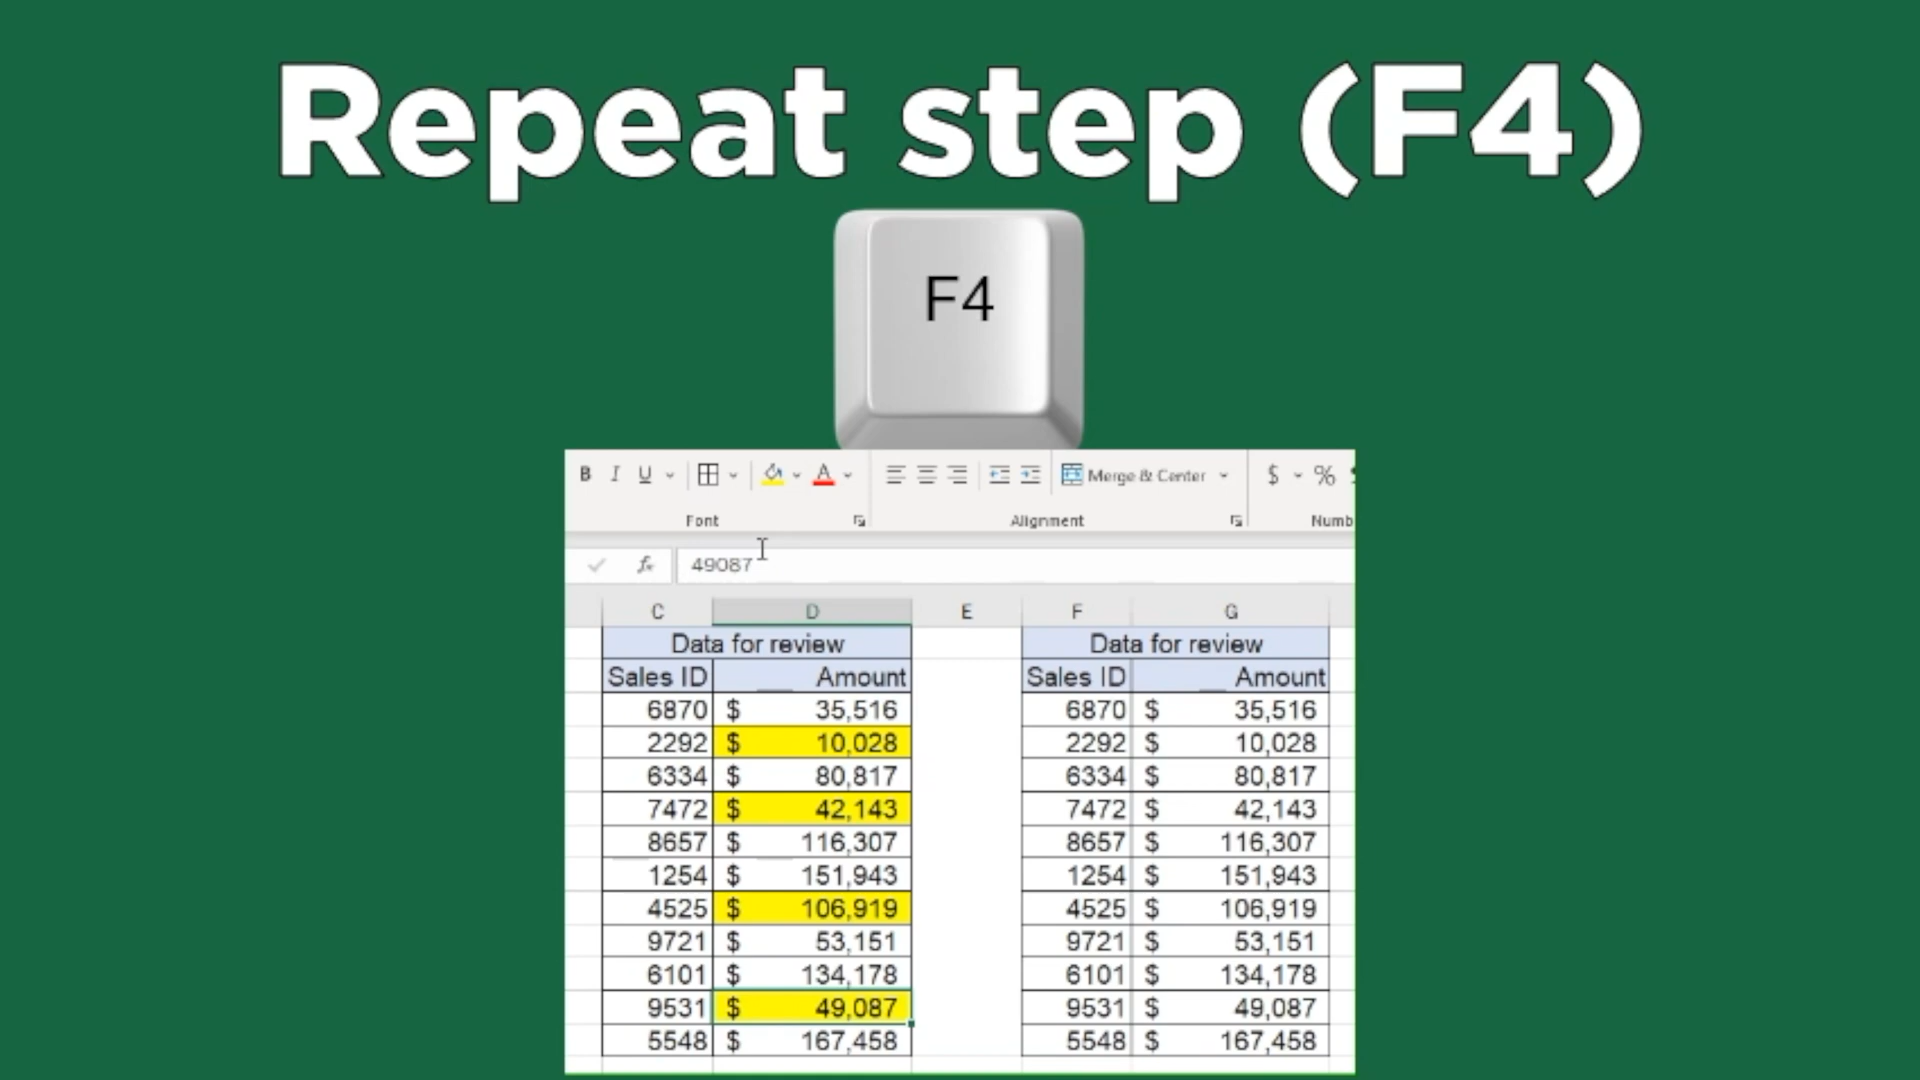 Repeat step (F4)
F4
B I U A Merge & Center $ %
Font Alignment Numb
fx 49087
C D E F G
Data for review Data for review
Sales ID Amount Sales ID Amount
6870 $ 35,516 6870 $ 35,516
2292 $ 10,028 2292 $ 10,028
6334 $ 80,817 6334 $ 80,817
7472 $ 42,143 7472 $ 42,143
8657 $ 116,307 8657 $ 116,307
1254 $ 151,943 1254 $ 151,943
4525 $ 106,919 4525 $ 106,919
9721 $ 53,151 9721 $ 53,151
6101 $ 134,178 6101 $ 134,178
9531 $ 49,087 9531 $ 49,087
5548 $ 167,458 5548 $ 167,458